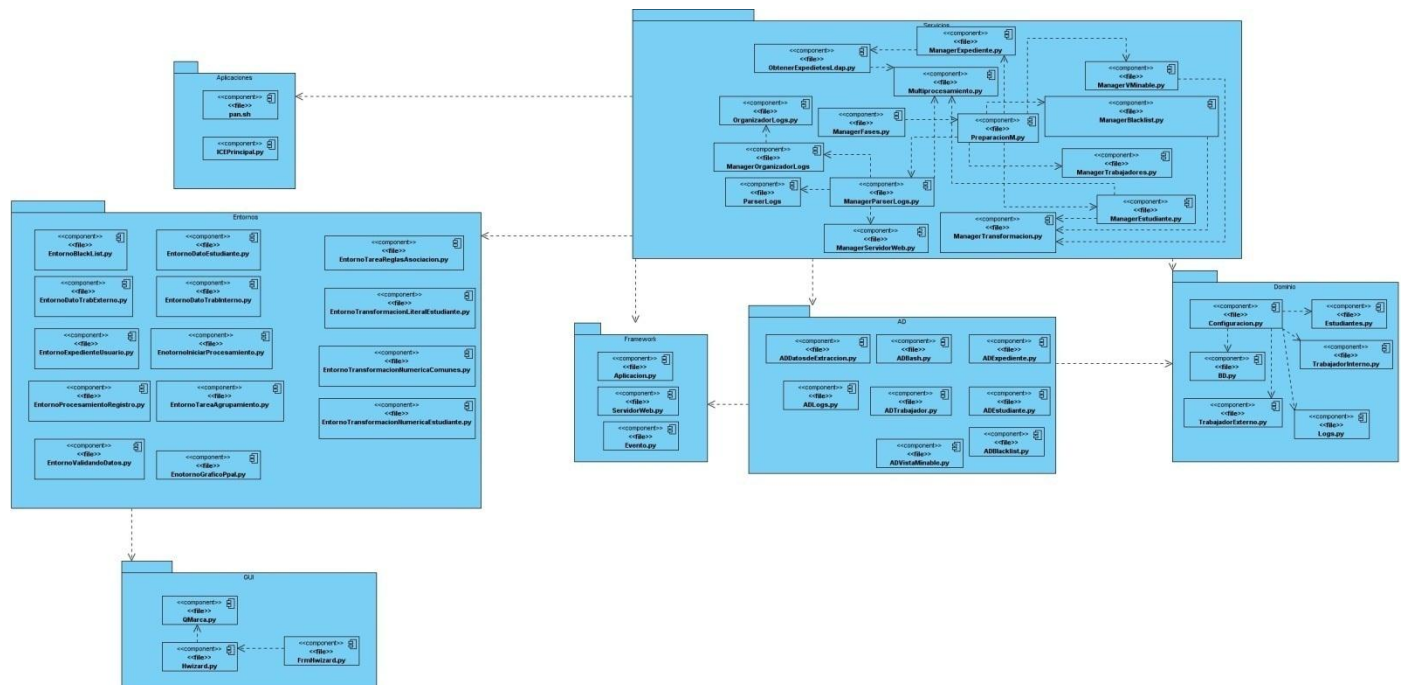 Servicios
<<component>>
<<file>>
ManagerExpediente.py
<<component>>
<<file>>
ObtenerExpedietesLdap.py
<<component>>
<<file>>
Multiprocesamiento.py
<<component>>
<<file>>
ManagerVMinable.py
<<component>>
<<file>>
OrganizadorLogs.py
<<component>>
<<file>>
ManagerFases.py
<<component>>
<<file>>
PreparacionM.py
<<component>>
<<file>>
ManagerBlacklist.py
<<component>>
<<file>>
ManagerOrganizadorLogs
<<component>>
<<file>>
ManagerTrabajadores.py
<<component>>
<<file>>
ParserLogs
<<component>>
<<file>>
ManagerParserLogs.py
<<component>>
<<file>>
ManagerEstudiante.py
<<component>>
<<file>>
ManagerServidorWeb.py
<<component>>
<<file>>
ManagerTransformacion.py
Aplicaciones
<<component>>
<<file>>
pan.sh
<<component>>
<<file>>
ICEPrincipal.py
Entornos
<<component>>
<<file>>
EntornoBlackList.py
<<component>>
<<file>>
EntornoDatoEstudiante.py
<<component>>
<<file>>
EntornoTareaReglasAsociacion.py
<<component>>
<<file>>
EntornoDatoTrabExterno.py
<<component>>
<<file>>
EntornoDatoTrabInterno.py
<<component>>
<<file>>
EntornoTransformacionLiteralEstudiante.py
<<component>>
<<file>>
EntornoExpedienteUsuario.py
<<component>>
<<file>>
EnotornoIniciarProcesamiento.py
<<component>>
<<file>>
EntornoTransformacionNumericaComunes.py
<<component>>
<<file>>
EntornoProcesamientoRegistro.py
<<component>>
<<file>>
EntornoTareaAgrupamiento.py
<<component>>
<<file>>
EntornoTransformacionNumericaEstudiante.py
<<component>>
<<file>>
EntornoValidandoDatos.py
<<component>>
<<file>>
EnotornoGraficoPpal.py
Framework
<<component>>
<<file>>
Aplicacion.py
<<component>>
<<file>>
ServidorWeb.py
<<component>>
<<file>>
Evento.py
AD
<<component>>
<<file>>
ADDatosdeExtraccion.py
<<component>>
<<file>>
ADBash.py
<<component>>
<<file>>
ADExpediente.py
<<component>>
<<file>>
ADLogs.py
<<component>>
<<file>>
ADTrabajador.py
<<component>>
<<file>>
ADEstudiante.py
<<component>>
<<file>>
ADVistaMinable.py
<<component>>
<<file>>
ADBlacklist.py
Dominio
<<component>>
<<file>>
Configuracion.py
<<component>>
<<file>>
Estudiantes.py
<<component>>
<<file>>
TrabajadorInterno.py
<<component>>
<<file>>
BD.py
<<component>>
<<file>>
TrabajadorExterno.py
<<component>>
<<file>>
Logs.py
GUI
<<component>>
<<file>>
QMarca.py
<<component>>
<<file>>
Hwizard.py
<<component>>
<<file>>
FrmHwizard.py